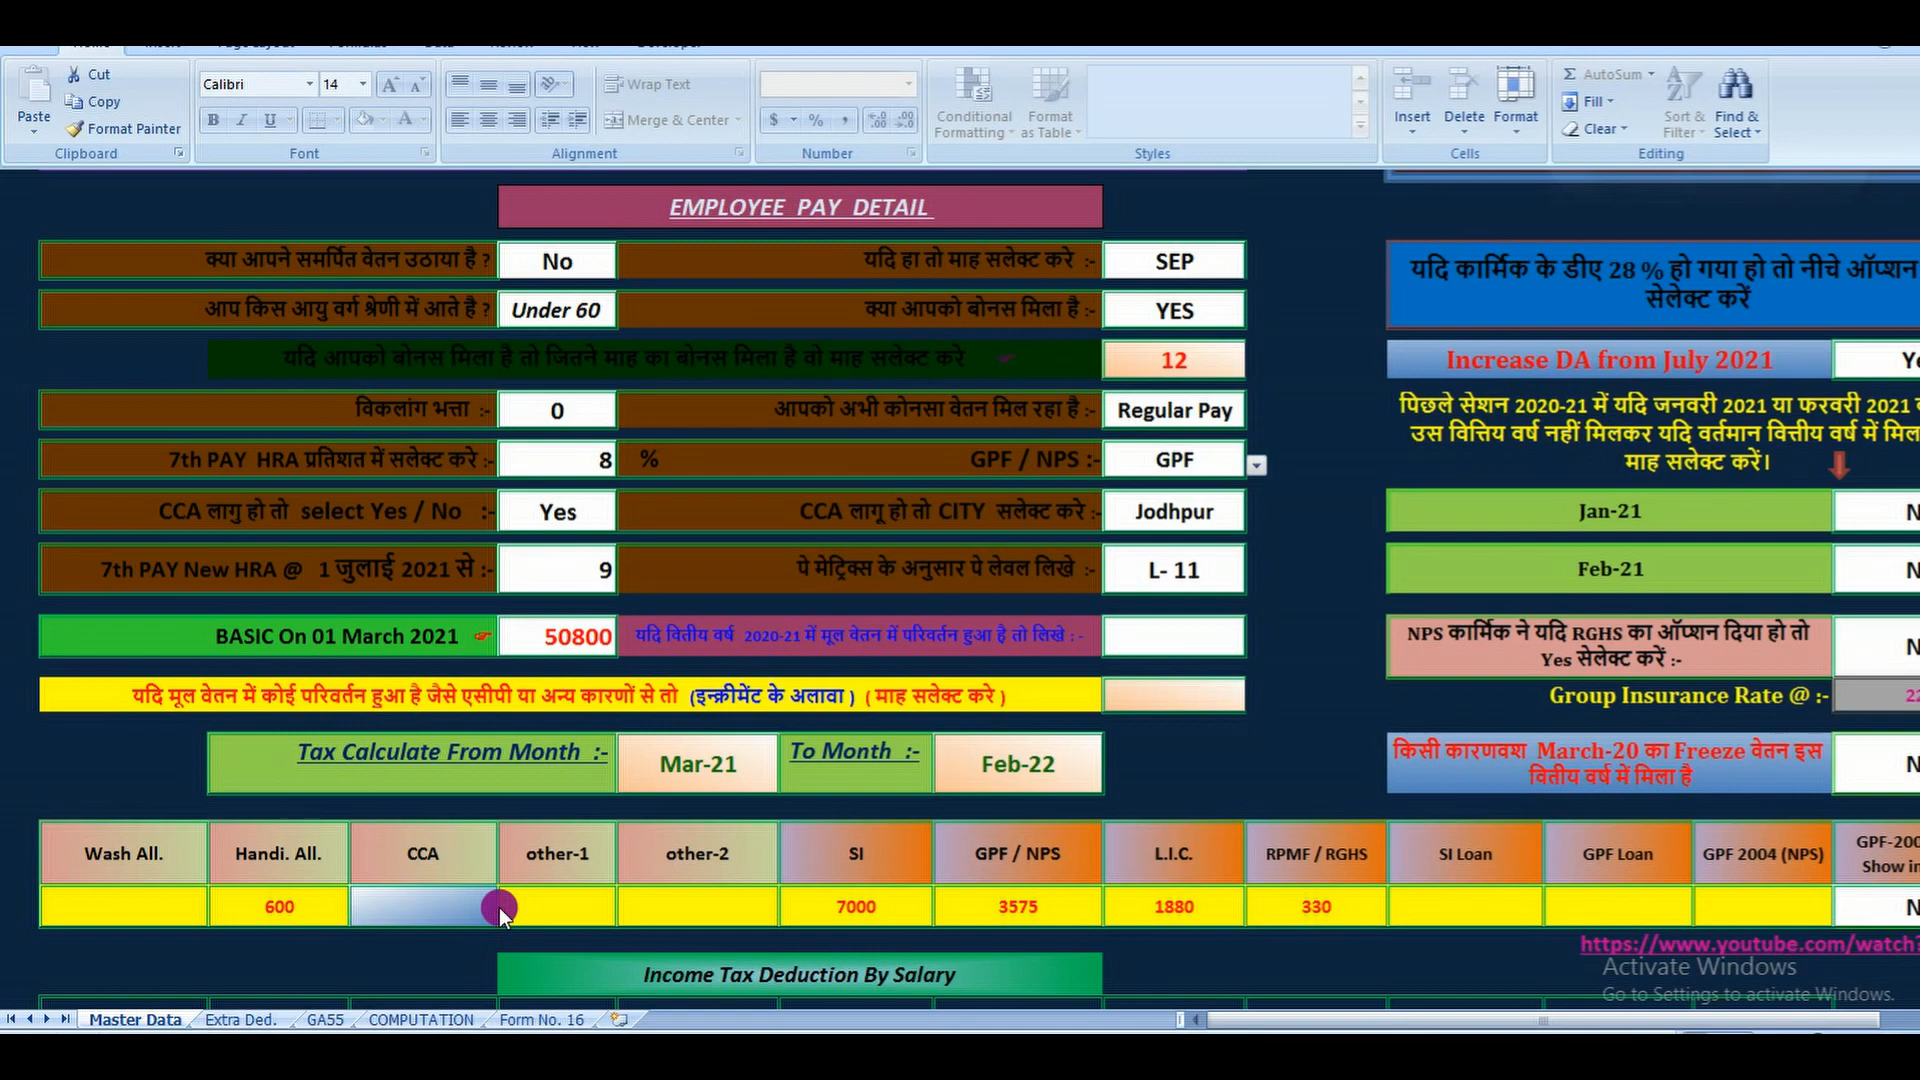 Cut
Copy
Format Painter
Paste
Clipboard
Calibri
14
Font
Wrap Text
Merge & Center
Alignment
Number
Conditional Formatting
Format as Table
Styles
Insert
Delete
Format
Cells
AutoSum
Fill
Clear
Sort & Filter
Find & Select
Editing
EMPLOYEE PAY DETAIL
क्या आपने समर्पित वेतन उठाया है ? No यदि हा तो माह सलेक्ट करे :- SEP
आप किस आयु वर्ग श्रेणी में आते है ? Under 60 क्या आपको बोनस मिला है :- YES
यदि आपको बोनस मिला है तो जितने माह का बोनस मिला है वो माह सलेक्ट करे 12
विकलांग भत्ता :- 0 आपको अभी कोनसा वेतन मिल रहा है :- Regular Pay
7th PAY HRA प्रतिशत में सलेक्ट करे :- 8 % GPF / NPS :- GPF
CCA लागु हो तो select Yes / No :- Yes CCA लागू हो तो CITY सलेक्ट करे :- Jodhpur
7th PAY New HRA @ 1 जुलाई 2021 से :- 9 पे मेट्रिक्स के अनुसार पे लेवल लिखे :- L- 11
BASIC On 01 March 2021 50800 यदि वितीय वर्ष 2020-21 में मूल वेतन में परिवर्तन हुआ है तो लिखे : -
यदि मूल वेतन में कोई परिवर्तन हुआ है जैसे एसीपी या अन्य कारणों से तो (इन्क्रीमेंट के अलावा ) ( माह सलेक्ट करे )
Tax Calculate From Month :- Mar-21 To Month :- Feb-22
यदि कार्मिक के डीए 28 % हो गया हो तो नीचे ऑप्शन
सेलेक्ट करें
Increase DA from July 2021
पिछले सेशन 2020-21 में यदि जनवरी 2021 या फरवरी 2021
उस वित्तिय वर्ष नहीं मिलकर यदि वर्तमान वित्तीय वर्ष में
माह सलेक्ट करें।
Jan-21
Feb-21
NPS कार्मिक ने यदि RGHS का ऑप्शन दिया हो तो
Yes सेलेक्ट करें :-
Group Insurance Rate @ :-
किसी कारणवश March-20 का Freeze वेतन इस
वितीय वर्ष में मिला है
Wash All. Handi. All. CCA other-1 other-2 SI GPF / NPS L.I.C. RPMF / RGHS SI Loan GPF Loan GPF 2004 (NPS)
Show
600 7000 3575 1880 330
https://www.youtube.com/watch?
Activate Windows
Go to Settings to activate Windows.
Income Tax Deduction By Salary
Master Data Extra Ded. GA55 COMPUTATION Form No. 16